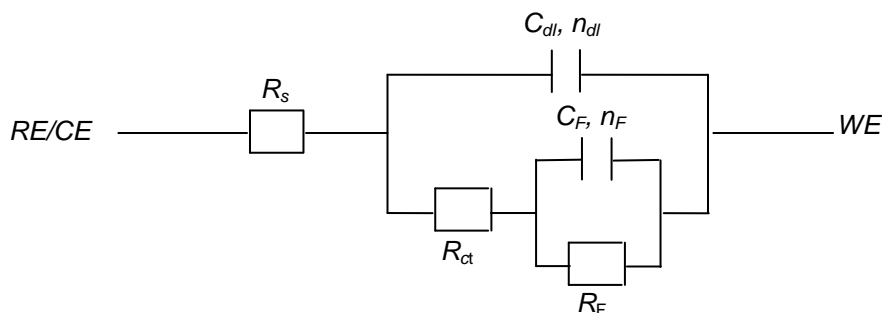 C_dl, n_dl
R_s
C_F, n_F
RE/CE
WE
R_ct
R_F